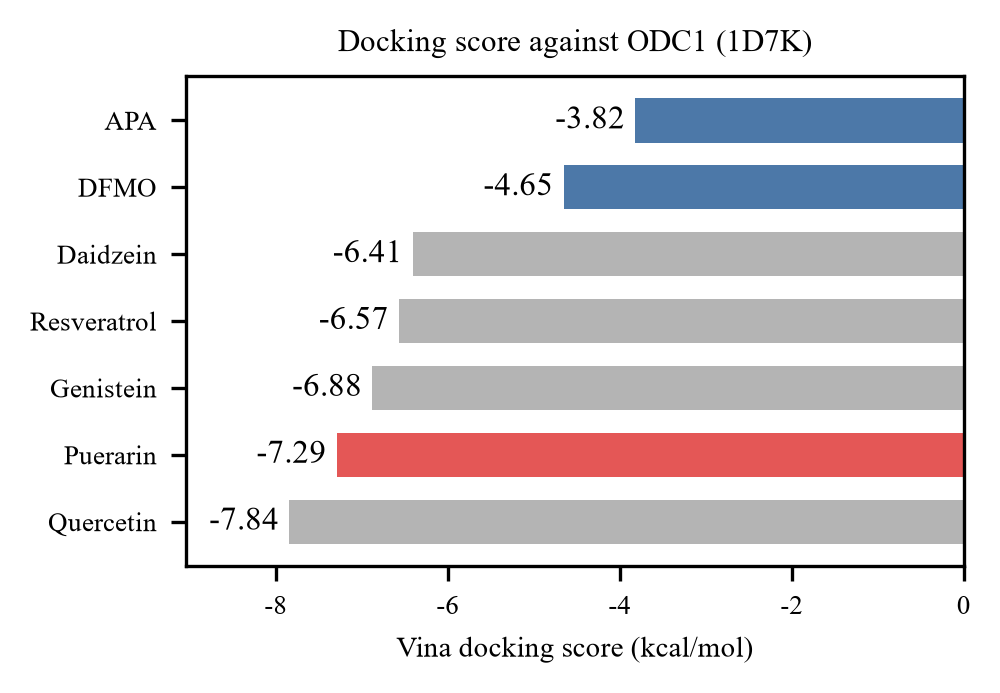 Docking score against ODC1 (1D7K)
APA -3.82
DFMO -4.65
Daidzein -6.41
Resveratrol -6.57
Genistein -6.88
Puerarin -7.29
Quercetin -7.84
-8 -6 -4 -2 0
Vina docking score (kcal/mol)